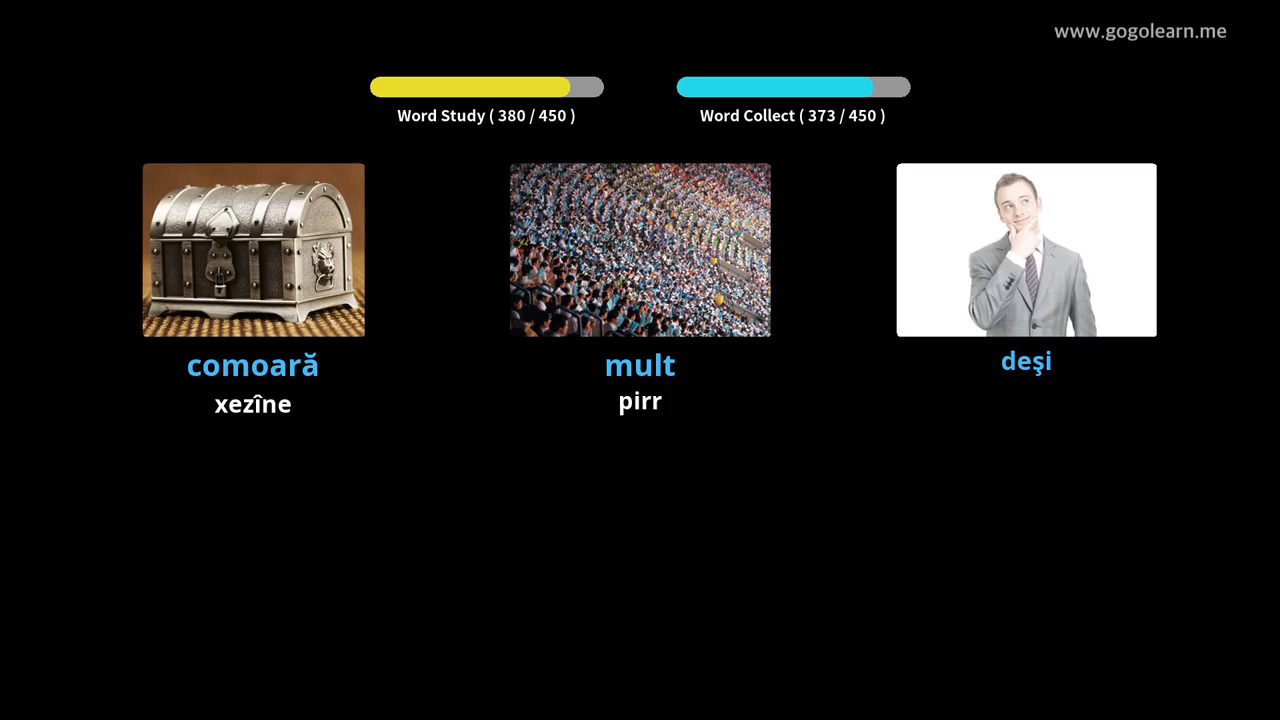 www.gogolearn.me
Word Study ( 380 / 450 )
Word Collect ( 373 / 450 )
comoară
xezîne
mult
pirr
deşi